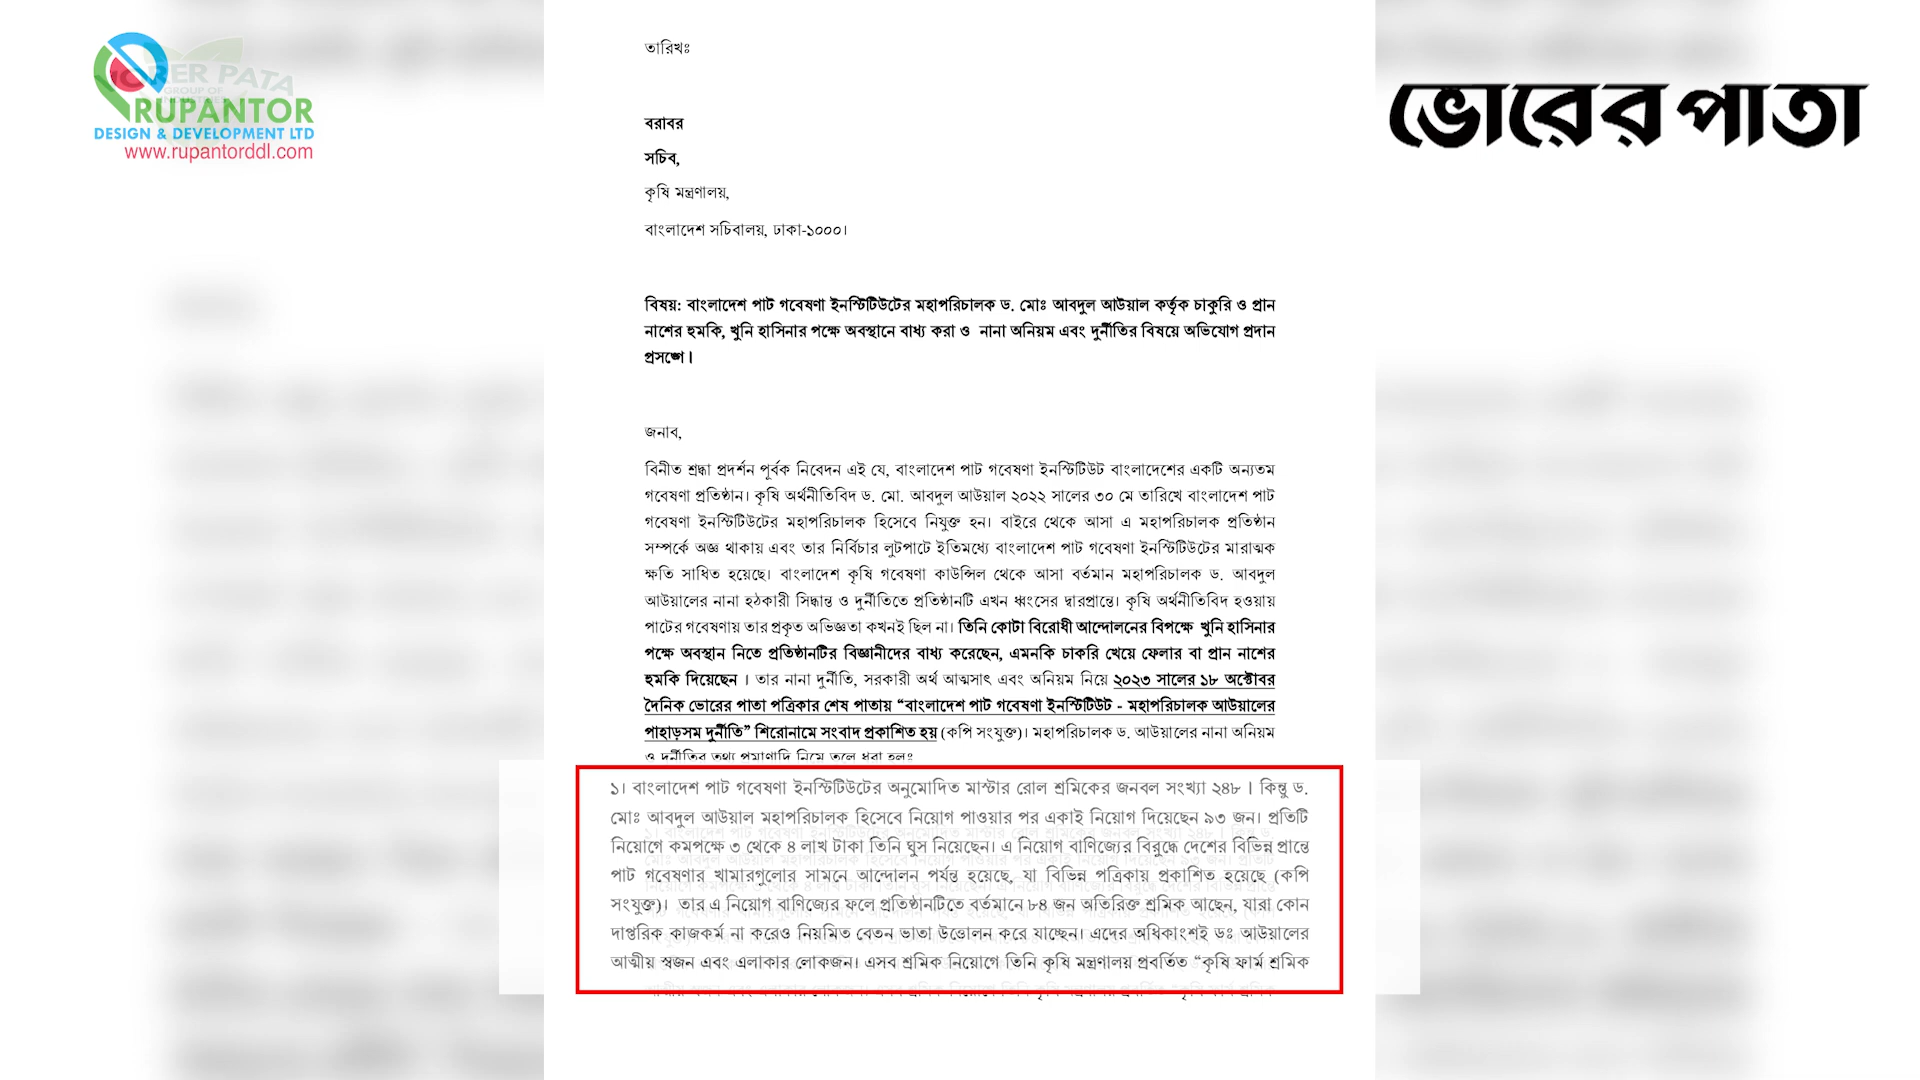 RUPANTOR
DESIGN & DEVELOPMENT LTD
www.rupantorddl.com
ভোরের পাতা
তারিখঃ
বরাবর
সচিব,
কৃষি মন্ত্রণালয়,
বাংলাদেশ সচিবালয়, ঢাকা-১০০০।
বিষয়: বাংলাদেশ পাট গবেষণা ইনস্টিটিউটের মহাপরিচালক ড. মোঃ আবদুল আউয়াল কর্তৃক চাকুরি ও প্রান
নাশের হুমকি, খুনি হাসিনার পক্ষে অবস্থানে বাধ্য করা ও নানা অনিয়ম এবং দুর্নীতির বিষয়ে অভিযোগ প্রদান
প্রসঙ্গে।
জনাব,
বিনীত শ্রদ্ধা প্রদর্শন পূর্বক নিবেদন এই যে, বাংলাদেশ পাট গবেষণা ইনস্টিটিউট বাংলাদেশের একটি অন্যতম
গবেষণা প্রতিষ্ঠান। কৃষি অর্থনীতিবিদ ড. মো. আবদুল আউয়াল ২০২২ সালের ৩০ মে তারিখে বাংলাদেশ পাট
গবেষণা ইনস্টিটিউটের মহাপরিচালক হিসেবে নিযুক্ত হন। বাইরে থেকে আসা এ মহাপরিচালক প্রতিষ্ঠান
সম্পর্কে অজ্ঞ থাকায় এবং তার নির্বিচার লুটপাটে ইতিমধ্যে বাংলাদেশ পাট গবেষণা ইনস্টিটিউটের মারাত্মক
ক্ষতি সাধিত হয়েছে। বাংলাদেশ কৃষি গবেষণা কাউন্সিল থেকে আসা বর্তমান মহাপরিচালক ড. আবদুল
আউয়ালের নানা হঠকারী সিদ্ধান্ত ও দুর্নীতিতে প্রতিষ্ঠানটি এখন ধ্বংসের দ্বারপ্রান্তে। কৃষি অর্থনীতিবিদ হওয়ায়
পাটের গবেষণায় তার প্রকৃত অভিজ্ঞতা কখনই ছিল না। তিনি কোটা বিরোধী আন্দোলনের বিপক্ষে খুনি হাসিনার
পক্ষে অবস্থান নিতে প্রতিষ্ঠানটির বিজ্ঞানীদের বাধ্য করেছেন, এমনকি চাকরি খেয়ে ফেলার বা প্রান নাশের
হুমকি দিয়েছেন । তার নানা দুর্নীতি, সরকারী অর্থ আত্মসাৎ এবং অনিয়ম নিয়ে ২০২৩ সালের ১৮ অক্টোবর
দৈনিক ভোরের পাতা পত্রিকার শেষ পাতায় “বাংলাদেশ পাট গবেষণা ইনস্টিটিউট - মহাপরিচালক আউয়ালের
পাহাড়সম দুর্নীতি” শিরোনামে সংবাদ প্রকাশিত হয় (কপি সংযুক্ত)। মহাপরিচালক ড. আউয়ালের নানা অনিয়ম
ও দুর্নীতির তথ্য প্রমাণাদি নিম্নে তুলে ধরা হলঃ
১। বাংলাদেশ পাট গবেষণা ইনস্টিটিউটের অনুমোদিত মাস্টার রোল শ্রমিকের জনবল সংখ্যা ২৪৮ । কিন্তু ড.
মোঃ আবদুল আউয়াল মহাপরিচালক হিসেবে নিয়োগ পাওয়ার পর একাই নিয়োগ দিয়েছেন ৯৩ জন। প্রতিটি
নিয়োগে কমপক্ষে ৩ থেকে ৪ লাখ টাকা তিনি ঘুস নিয়েছেন। এ নিয়োগ বাণিজ্যের বিরুদ্ধে দেশের বিভিন্ন প্রান্তে
পাট গবেষণার খামারগুলোর সামনে আন্দোলন পর্যন্ত হয়েছে, যা বিভিন্ন পত্রিকায় প্রকাশিত হয়েছে (কপি
সংযুক্ত)। তার এ নিয়োগ বাণিজ্যের ফলে প্রতিষ্ঠানটিতে বর্তমানে ৮৪ জন অতিরিক্ত শ্রমিক আছেন, যারা কোন
দাপ্তরিক কাজকর্ম না করেও নিয়মিত বেতন ভাতা উত্তোলন করে যাচ্ছেন। এদের অধিকাংশই ডঃ আউয়ালের
আত্মীয় স্বজন এবং এলাকার লোকজন। এসব শ্রমিক নিয়োগে তিনি কৃষি মন্ত্রণালয় প্রবর্তিত “কৃষি ফার্ম শ্রমিক